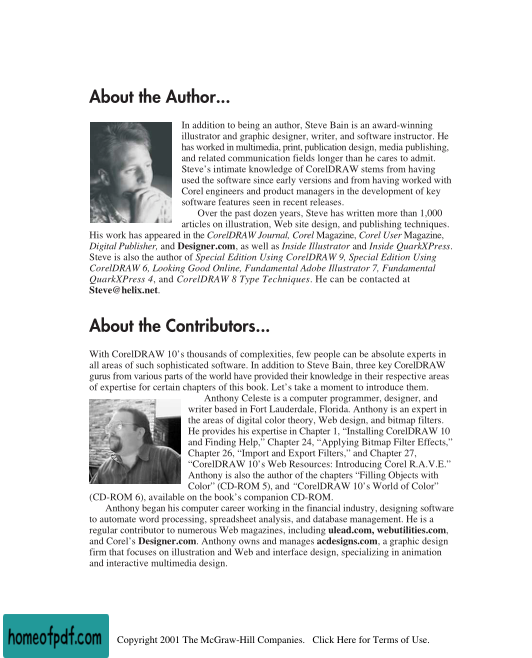 About the Author...
In addition to being an author, Steve Bain is an award-winning
illustrator and graphic designer, writer, and software instructor. He
has worked in multimedia, print, publication design, media publishing,
and related communication fields longer than he cares to admit.
Steve's intimate knowledge of CorelDRAW stems from having
used the software since early versions and from having worked with
Corel engineers and product managers in the development of key
software features seen in recent releases.
Over the past dozen years, Steve has written more than 1,000
articles on illustration, Web site design, and publishing techniques.
His work has appeared in the CorelDRAW Journal, Corel Magazine, Corel User Magazine,
Digital Publisher, and Designer.com, as well as Inside Illustrator and Inside QuarkXPress.
Steve is also the author of Special Edition Using CorelDRAW 9, Special Edition Using
CorelDRAW 6, Looking Good Online, Fundamental Adobe Illustrator 7, Fundamental
QuarkXPress 4, and CorelDRAW 8 Type Techniques. He can be contacted at
Steve@helix.net.
About the Contributors...
With CorelDRAW 10's thousands of complexities, few people can be absolute experts in
all areas of such sophisticated software. In addition to Steve Bain, three key CorelDRAW
gurus from various parts of the world have provided their knowledge in their respective areas
of expertise for certain chapters of this book. Let's take a moment to introduce them.
Anthony Celeste is a computer programmer, designer, and
writer based in Fort Lauderdale, Florida. Anthony is an expert in
the areas of digital color theory, Web design, and bitmap filters.
He provides his expertise in Chapter 1, "Installing CorelDRAW 10
and Finding Help," Chapter 24, "Applying Bitmap Filter Effects,"
Chapter 26, "Import and Export Filters," and Chapter 27,
"CorelDRAW 10's Web Resources: Introducing Corel R.A.V.E."
Anthony is also the author of the chapters "Filling Objects with
Color" (CD-ROM 5), and "CorelDRAW 10's World of Color"
(CD-ROM 6), available on the book's companion CD-ROM.
Anthony began his computer career working in the financial industry, designing software
to automate word processing, spreadsheet analysis, and database management. He is a
regular contributor to numerous Web magazines, including ulead.com, webutilities.com,
and Corel's Designer.com. Anthony owns and manages acdesigns.com, a graphic design
firm that focuses on illustration and Web and interface design, specializing in animation
and interactive multimedia design.
homeofpdf.com
Copyright 2001 The McGraw-Hill Companies. Click Here for Terms of Use.